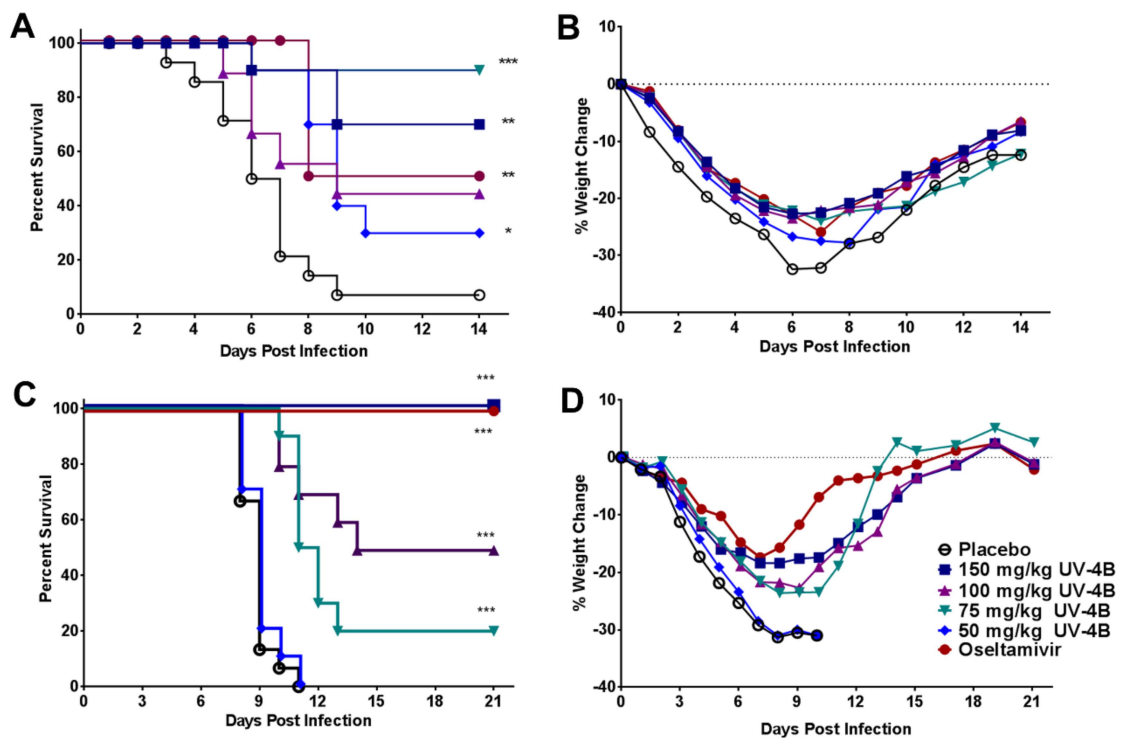 A
Percent Survival
100
80
60
40
20
0
***
**
**
*
0 2 4 6 8 10 12 14
Days Post Infection
B
% Weight Change
10
0
-10
-20
-30
-40
0 2 4 6 8 10 12 14
Days Post Infection
C
Percent Survival
100
80
60
40
20
0
***
***
***
***
0 3 6 9 12 15 18 21
Days Post Infection
D
% Weight Change
10
0
-10
-20
-30
-40
Placebo
150 mg/kg UV-4B
100 mg/kg UV-4B
75 mg/kg UV-4B
50 mg/kg UV-4B
Oseltamivir
0 3 6 9 12 15 18 21
Days Post Infection